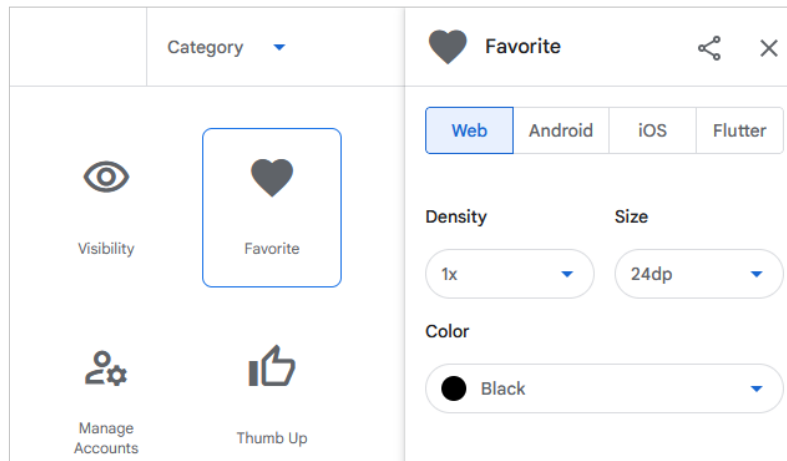 Category
Visibility
Favorite
Manage
Accounts
Thumb Up
Favorite
Web
Android
iOS
Flutter
Density
Size
1x
24dp
Color
Black